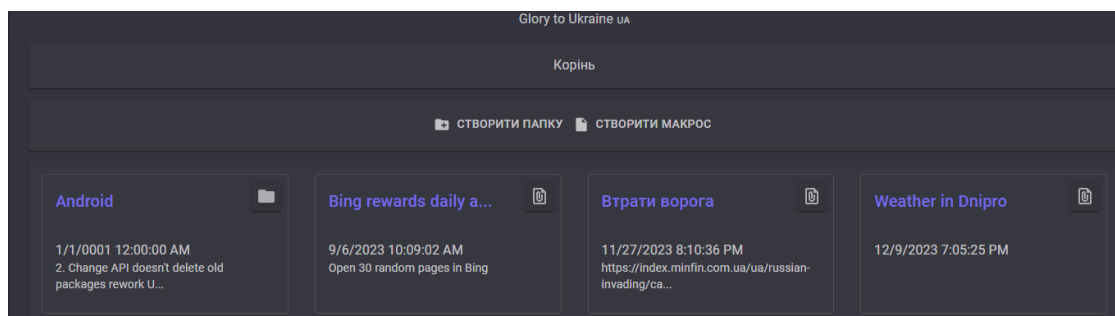 Glory to Ukraine UA
Корінь
СТВОРИТИ ПАПКУ СТВОРИТИ МАКРОС
Android
1/1/0001 12:00:00 AM
2. Change API doesn't delete old
packages rework U...
Bing rewards daily a...
9/6/2023 10:09:02 AM
Open 30 random pages in Bing
Втрати ворога
11/27/2023 8:10:36 PM
https://index.minfin.com.ua/ua/russian-
invading/ca...
Weather in Dnipro
12/9/2023 7:05:25 PM